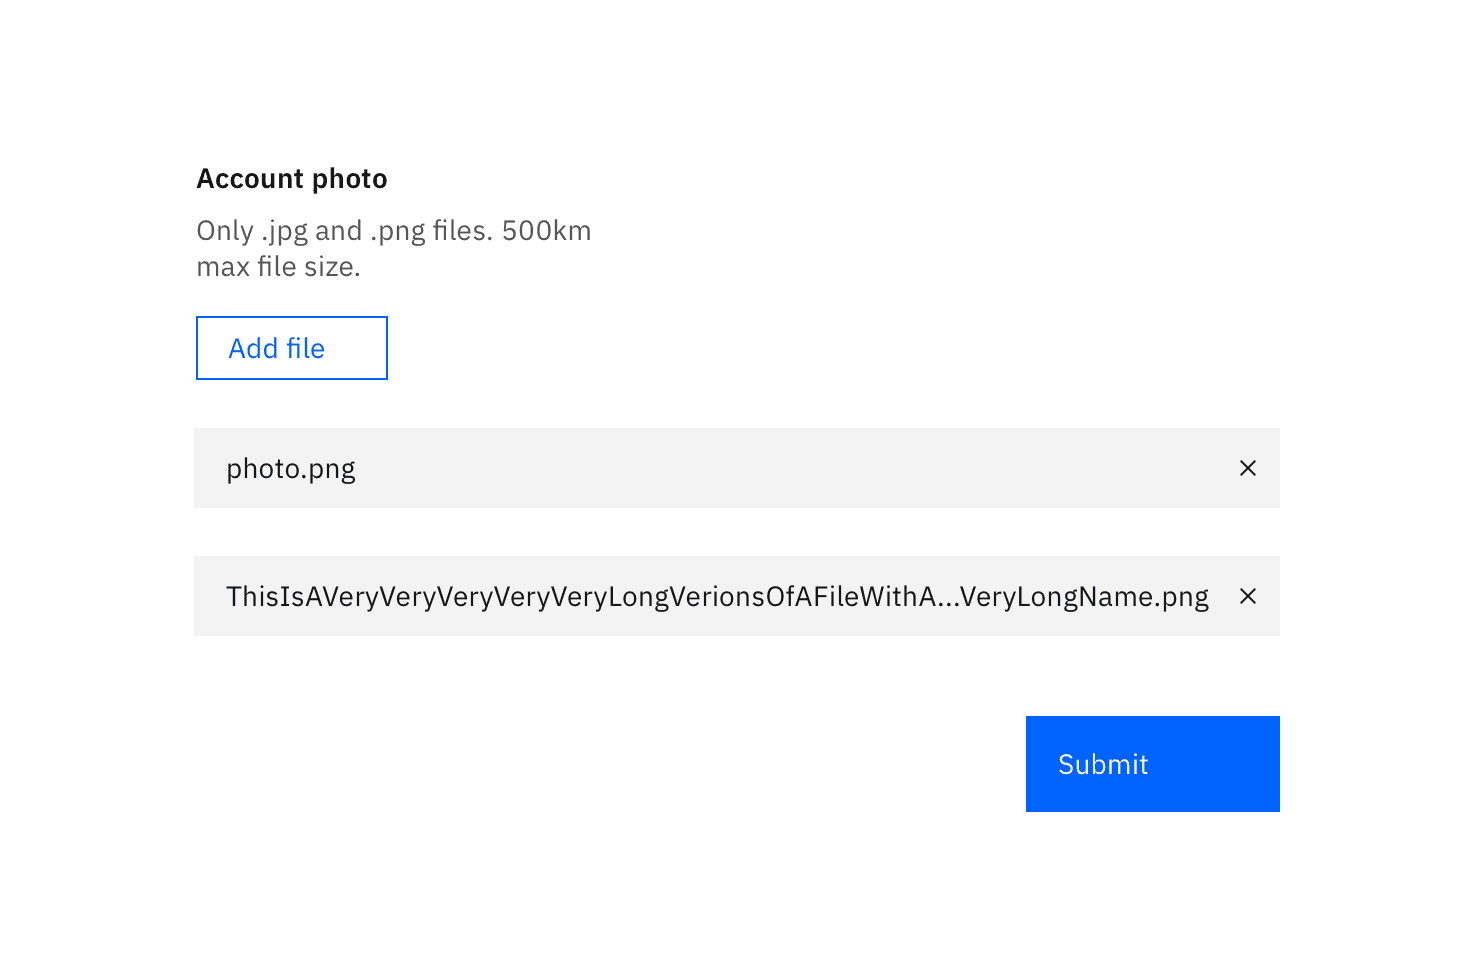 Account photo
Only .jpg and .png files. 500km
max file size.
Add file
photo.png
ThisIsAVeryVeryVeryVeryVeryLongVerionsOfAFileWithA...VeryLongName.png
Submit